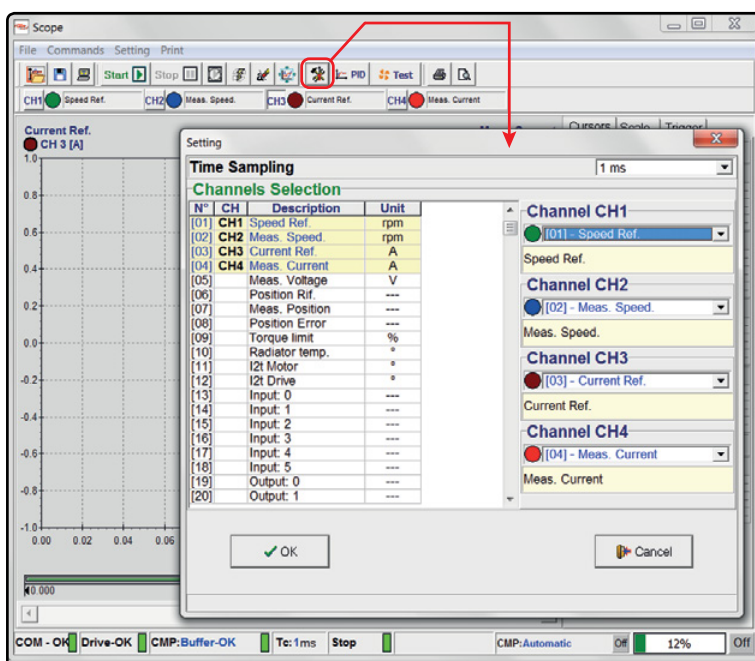 Scope
File Commands Setting Print
Start Stop PID Test
CH1 Speed Ref. CH2 Meas. Speed. CH3 Current Ref. CH4 Meas. Current
Current Ref.
CH 3 [A]
Cursors Scale Trigger
1.0
0.8
0.6
0.4
0.2
0.0
-0.2
-0.4
-0.6
-0.8
-1.0
0.00 0.02 0.04 0.06
0.000
Setting
Time Sampling 1 ms
Channels Selection
N° CH Description Unit
[01] CH1 Speed Ref. rpm
[02] CH2 Meas. Speed. rpm
[03] CH3 Current Ref. A
[04] CH4 Meas. Current A
[05] Meas. Voltage V
[06] Position Rif. ---
[07] Meas. Position ---
[08] Position Error ---
[09] Torque limit %
[10] Radiator temp. °
[11] I2t Motor °
[12] I2t Drive °
[13] Input: 0 ---
[14] Input: 1 ---
[15] Input: 2 ---
[16] Input: 3 ---
[17] Input: 4 ---
[18] Input: 5 ---
[19] Output: 0 ---
[20] Output: 1 ---
Channel CH1
[01] - Speed Ref.
Speed Ref.
Channel CH2
[02] - Meas. Speed.
Meas. Speed.
Channel CH3
[03] - Current Ref.
Current Ref.
Channel CH4
[04] - Meas. Current
Meas. Current
OK
Cancel
COM - OK Drive-OK CMP:Buffer-OK Tc:1ms Stop CMP:Automatic Off 12% Off